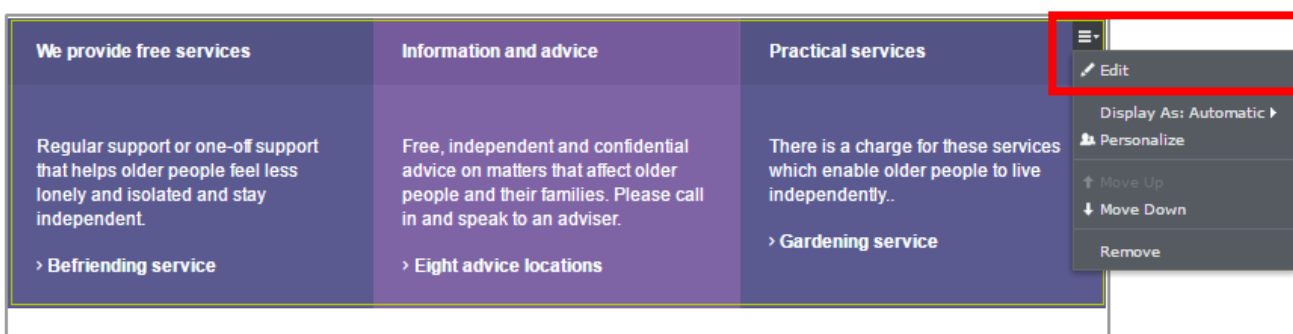 We provide free services
Regular support or one-off support
that helps older people feel less
lonely and isolated and stay
independent.
› Befriending service
Information and advice
Free, independent and confidential
advice on matters that affect older
people and their families. Please call
in and speak to an adviser.
› Eight advice locations
Practical services
There is a charge for these services
which enable older people to live
independently..
› Gardening service
Edit
Display As: Automatic
Personalize
Move Up
Move Down
Remove